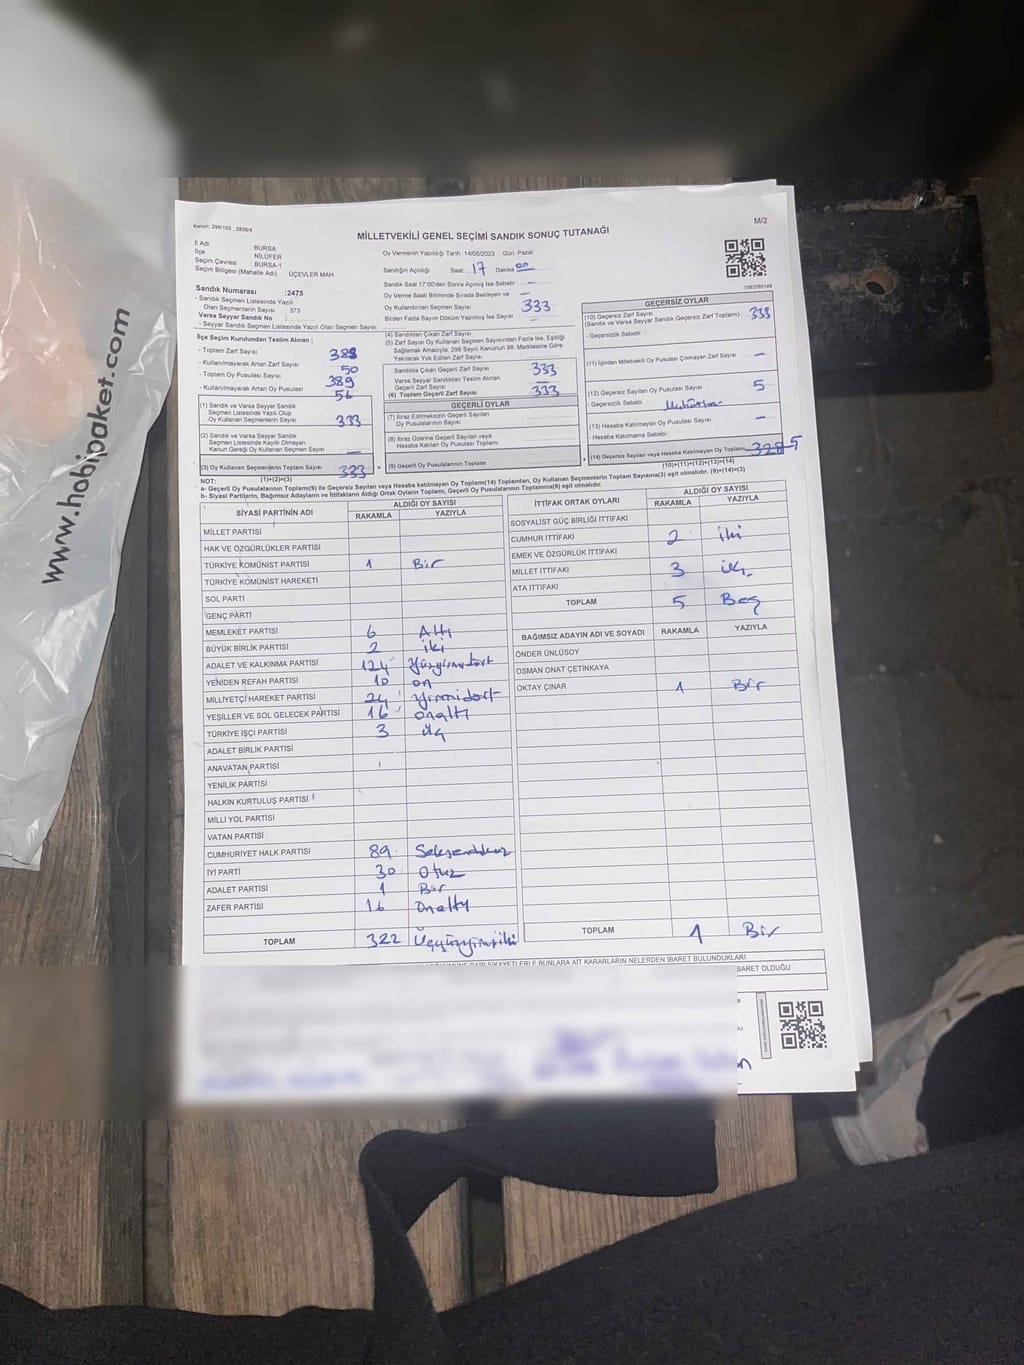 www.hobipaket.com
Kanun: 298/105 , 2839/4
M/2
MİLLETVEKİLİ GENEL SEÇİMİ SANDIK SONUÇ TUTANAĞI
İl Adı BURSA
İlçe NİLÜFER
Seçim Çevresi BURSA-1
Seçim Bölgesi (Mahalle Adı) ÜÇEVLER MAH
Sandık Numarası :2475
- Sandık Seçmen Listesinde Yazılı
Olan Seçmenlerin Sayısı 373
Varsa Seyyar Sandık No :
- Seyyar Sandık Seçmen Listesinde Yazılı Olan Seçmen Sayısı
Oy Vermenin Yapıldığı Tarih :14/05/2023 Gün: Pazar
Sandığın Açıldığı Saat: 17 Dakika 00
Sandık Saat 17:00'den Sonra Açılmış İse Sebebi : —
Oy Verme Saati Bitiminde Sırada Bekleyen ve —
Oy Kullandırılan Seçmen Sayısı 333
Birden Fazla Sayım Döküm Yapılmış İse Sayısı : —
1083760149
İlçe Seçim Kurulundan Teslim Alınan ;
- Toplam Zarf Sayısı
- Kullanılmayarak Artan Zarf Sayısı 50
- Toplam Oy Pusulası Sayısı 389
- Kullanılmayarak Artan Oy Pusulası 56
(1) Sandık ve Varsa Seyyar Sandık
Seçmen Listesinde Yazılı Olup
Oy Kullanan Seçmenlerin Sayısı 333
(2) Sandık ve Varsa Seyyar Sandık
Seçmen Listesinde Kayıtlı Olmayan
Kanun Gereği Oy Kullanan Seçmen Sayısı —
(3) Oy Kullanan Seçmenlerin Toplam Sayısı 333
(1)+(2)=(3)
(4) Sandıktan Çıkan Zarf Sayısı
(5) Zarf Sayısı Oy Kullanan Seçmen Sayısından Fazla İse, Eşitliği
Sağlamak Amacıyla; 298 Sayılı Kanunun 98. Maddesine Göre
Yakılarak Yok Edilen Zarf Sayısı
Sandıkta Çıkan Geçerli Zarf Sayısı 333
Varsa Seyyar Sandıktan Teslim Alınan
Geçerli Zarf Sayısı —
(6) Toplam Geçerli Zarf Sayısı 333
GEÇERLİ OYLAR
(7) İtiraz Edilmeksizin Geçerli Sayılan
Oy Pusulası Sayısı
(8) İtiraz Üzerine Geçerli Sayılan veya
Hesaba Katılan Oy Pusulası Toplamı
(9) Geçerli Oy Pusulalarının Toplamı
GEÇERSİZ OYLAR
(10) Geçersiz Zarf Sayısı
(Sandık ve Varsa Seyyar Sandık Geçersiz Zarf Toplamı)
- Geçersizlik Sebebi :
(11) İçinden Milletvekili Oy Pusulası Çıkmayan Zarf Sayısı —
(12) Geçersiz Sayılan Oy Pusulası Sayısı 5
- Geçersizlik Sebebi :
(13) Hesaba Katılmayan Oy Pusulası Sayısı —
- Hesaba Katılmama Sebebi :
(14) Geçersiz Sayılan veya Hesaba Katılmayan Oy Toplamı 5
(10)+(11)+(12)+(13)=(14)
NOT:
a- Geçerli Oy Pusulalarının Toplamı(9) ile Geçersiz Sayılan veya Hesaba Katılmayan Oy Toplamı(14) Toplamları, Oy Kullanan Seçmenlerin Toplam Sayısına(3) eşit olmalıdır. (9)+(14)=(3)
b- Siyasi Partilerin, Bağımsız Adayların ve İttifakların Aldığı Ortak Oyların Toplamı, Geçerli Oy Pusulalarının Toplamına(9) eşit olmalıdır.
SİYASİ PARTİNİN ADI ALDIĞI OY SAYISI
RAKAMLA YAZIYLA
MİLLET PARTİSİ
HAK VE ÖZGÜRLÜKLER PARTİSİ
TÜRKİYE KOMÜNİST PARTİSİ 1 Bir
TÜRKİYE KOMÜNİST HAREKETİ
SOL PARTİ
GENÇ PARTİ
MEMLEKET PARTİSİ 6 Altı
BÜYÜK BİRLİK PARTİSİ 2 iki
ADALET VE KALKINMA PARTİSİ 124 Yüzyirmidört
YENİDEN REFAH PARTİSİ 10 on
MİLLİYETÇİ HAREKET PARTİSİ 24 yirmidört
YEŞİLLER VE SOL GELECEK PARTİSİ 16 onaltı
TÜRKİYE İŞÇİ PARTİSİ 3 üç
ADALET BİRLİK PARTİSİ
ANAVATAN PARTİSİ
YENİLİK PARTİSİ
HALKIN KURTULUŞ PARTİSİ
MİLLİ YOL PARTİSİ
VATAN PARTİSİ
CUMHURİYET HALK PARTİSİ 89 Seksendokuz
İYİ PARTİ 30 Otuz
ADALET PARTİSİ 1 Bir
ZAFER PARTİSİ 16 Onaltı
TOPLAM 322 Üçyüzyirmiiki
İTTİFAK ORTAK OYLARI ALDIĞI OY SAYISI
RAKAMLA YAZIYLA
SOSYALİST GÜÇ BİRLİĞİ İTTİFAKI
CUMHUR İTTİFAKI 2 iki
EMEK VE ÖZGÜRLÜK İTTİFAKI
MİLLET İTTİFAKI 3 üç
ATA İTTİFAKI
TOPLAM 5 Beş
BAĞIMSIZ ADAYIN ADI VE SOYADI RAKAMLA YAZIYLA
ÖNDER ÜNLÜSOY
OSMAN ONAT ÇETİNKAYA
OKTAY ÇINAR 1 Bir
TOPLAM 1 Bir
DAİR ŞİKAYETLERLE BUNLARA AİT KARARLARIN NELERDEN İBARET BULUNDUKLARI
BARET OLDUĞU